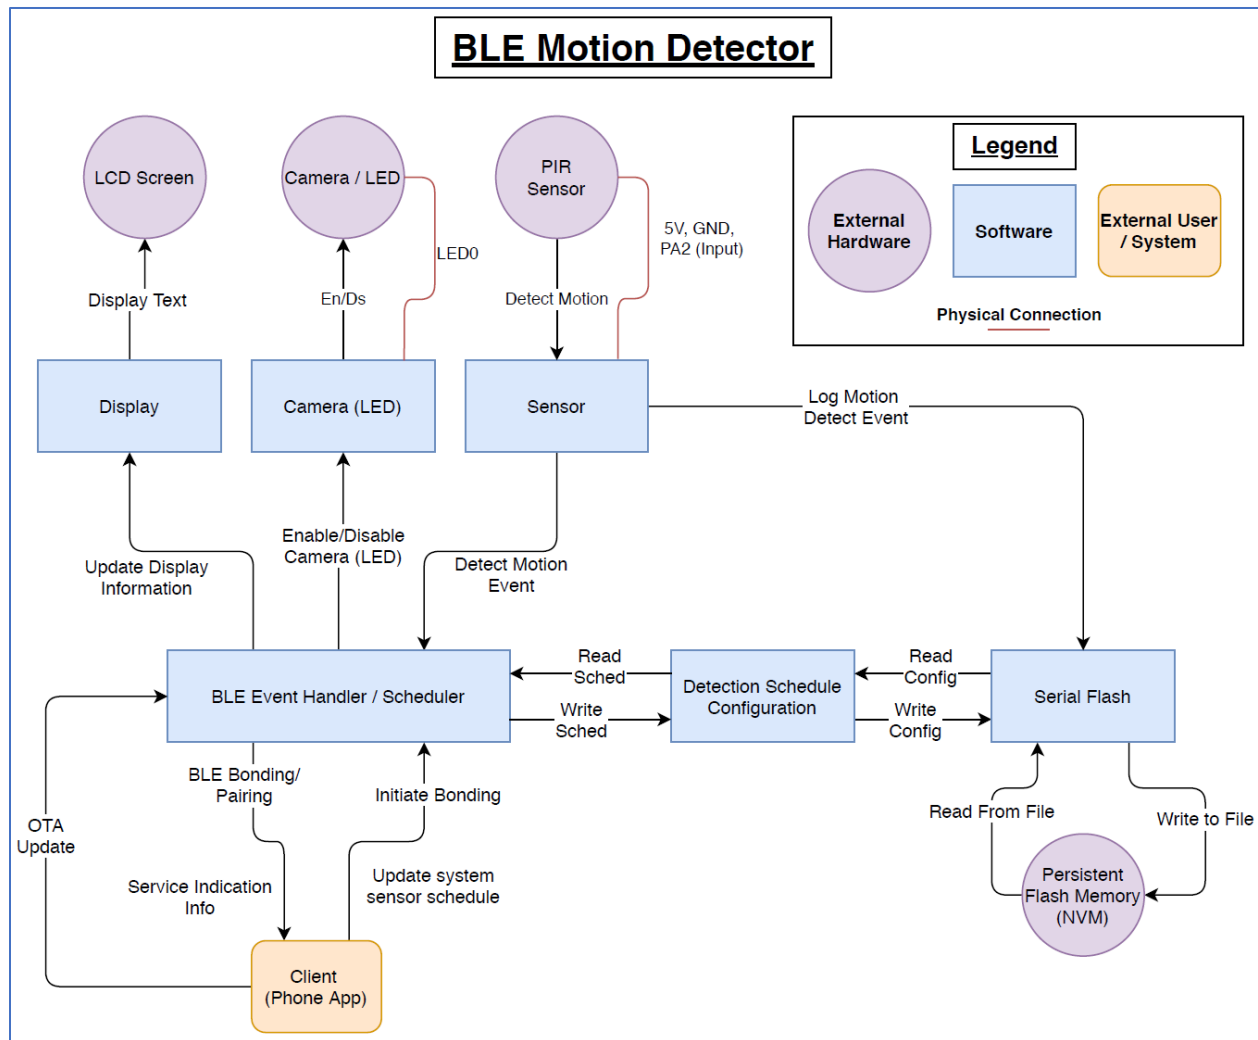 BLE Motion Detector
LCD Screen
Camera / LED
PIR
Sensor
Legend
External
Hardware
Software
External User
/ System
Physical Connection
5V, GND,
PA2 (Input)
LED0
Display Text
En/Ds
Detect Motion
Display
Camera (LED)
Sensor
Log Motion
Detect Event
Update Display
Information
Enable/Disable
Camera (LED)
Detect Motion
Event
BLE Event Handler / Scheduler
Read
Sched
Write
Sched
Detection Schedule
Configuration
Read
Config
Write
Config
Serial Flash
BLE Bonding/
Pairing
Initiate Bonding
OTA
Update
Service Indication
Info
Update system
sensor schedule
Read From File
Write to File
Persistent
Flash Memory
(NVM)
Client
(Phone App)